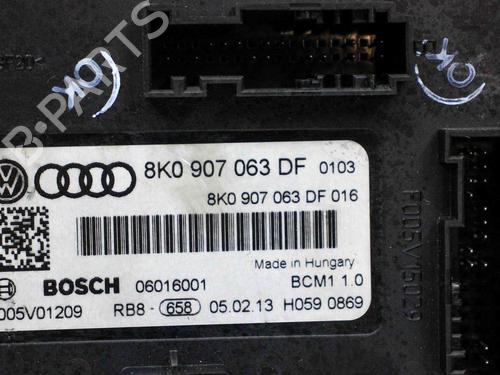 OK
OK
8K0 907 063 DF 0103
8K0 907 063 DF 016
Made in Hungary
BOSCH 06016001 BCM1 1.0
005V01209 RB8 - 658 05.02.13 H059 0869
F005V15029
B-PARTS